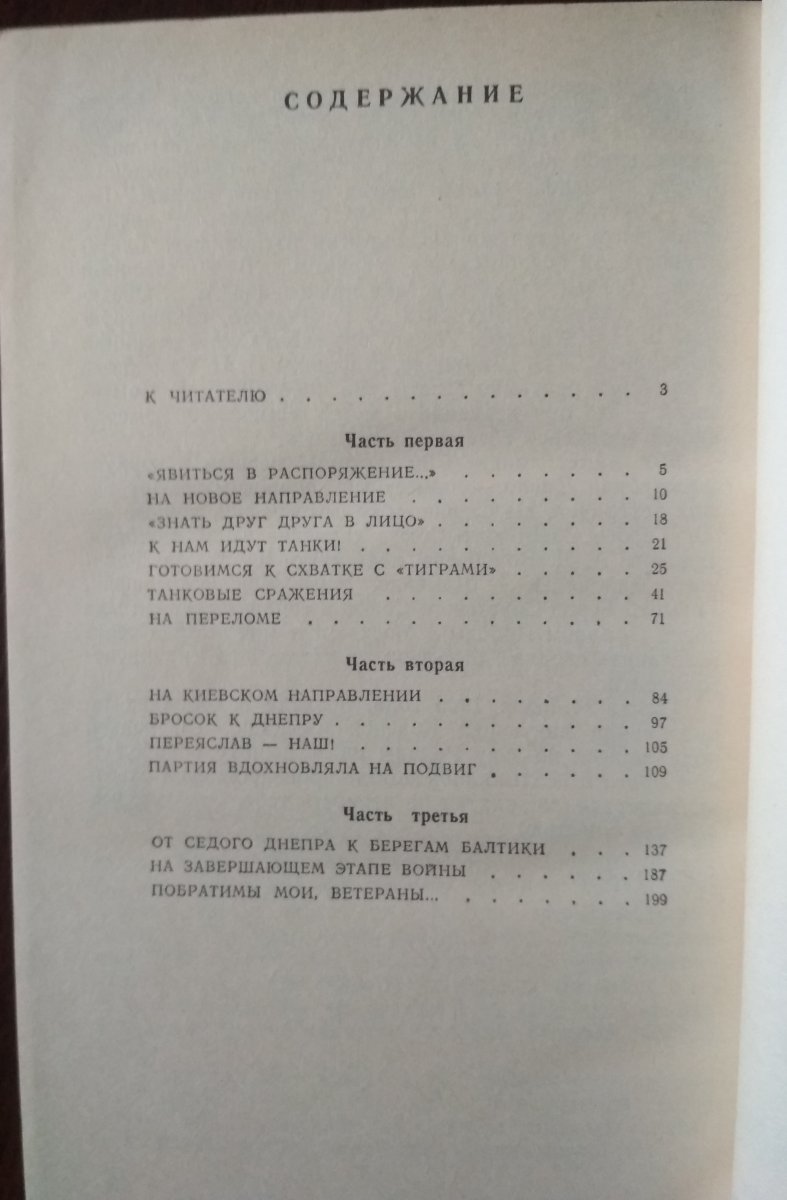 СОДЕРЖАНИЕ
К ЧИТАТЕЛЮ . . . . . . . . . . . . . . 3
Часть первая
«ЯВИТЬСЯ В РАСПОРЯЖЕНИЕ...» . . . . . . . 5
НА НОВОЕ НАПРАВЛЕНИЕ . . . . . . . . . 10
«ЗНАТЬ ДРУГ ДРУГА В ЛИЦО» . . . . . . . . 18
К НАМ ИДУТ ТАНКИ! . . . . . . . . . . . 21
ГОТОВИМСЯ К СХВАТКЕ С «ТИГРАМИ» . . . . . 25
ТАНКОВЫЕ СРАЖЕНИЯ . . . . . . . . . . 41
НА ПЕРЕЛОМЕ . . . . . . . . . . . . . 71
Часть вторая
НА КИЕВСКОМ НАПРАВЛЕНИИ . . . . . . . . 84
БРОСОК К ДНЕПРУ . . . . . . . . . . . . 97
ПЕРЕЯСЛАВ — НАШ! . . . . . . . . . . . 105
ПАРТИЯ ВДОХНОВЛЯЛА НА ПОДВИГ . . . . . . 109
Часть третья
ОТ СЕДОГО ДНЕПРА К БЕРЕГАМ БАЛТИКИ . . . 137
НА ЗАВЕРШАЮЩЕМ ЭТАПЕ ВОЙНЫ . . . . . . 187
ПОБРАТИМЫ МОИ, ВЕТЕРАНЫ... . . . . . . . 199